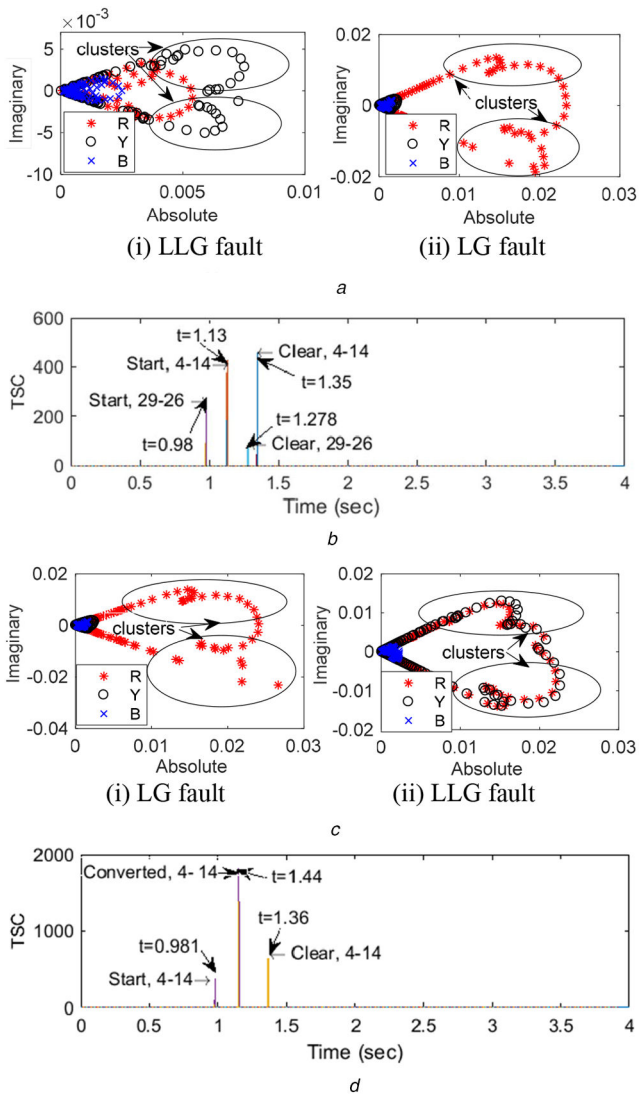 × 10⁻³
5
0
-5
-10
Imaginary
clusters
R
Y
B
0
0.005
0.01
Absolute
(i) LLG fault
0.02
0
-0.02
Imaginary
clusters
R
Y
B
0
0.01
0.02
0.03
Absolute
(ii) LG fault
a
600
400
200
0
TSC
t=1.13
Start, 4-14
Start, 29-26
t=0.98
Clear, 4-14
t=1.35
t=1.278
Clear, 29-26
0 0.5 1 1.5 2 2.5 3 3.5 4
Time (sec)
b
0.02
0
-0.02
-0.04
Imaginary
clusters
R
Y
B
0 0.01 0.02 0.03
Absolute
(i) LG fault
0.02
0.01
0
-0.01
-0.02
Imaginary
clusters
R
Y
B
0 0.01 0.02 0.03
Absolute
(ii) LLG fault
c
2000
1000
0
TSC
Converted, 4- 14
t=1.44
t=1.36
t=0.981
Clear, 4-14
Start, 4-14
0 0.5 1 1.5 2 2.5 3 3.5 4
Time (sec)
d